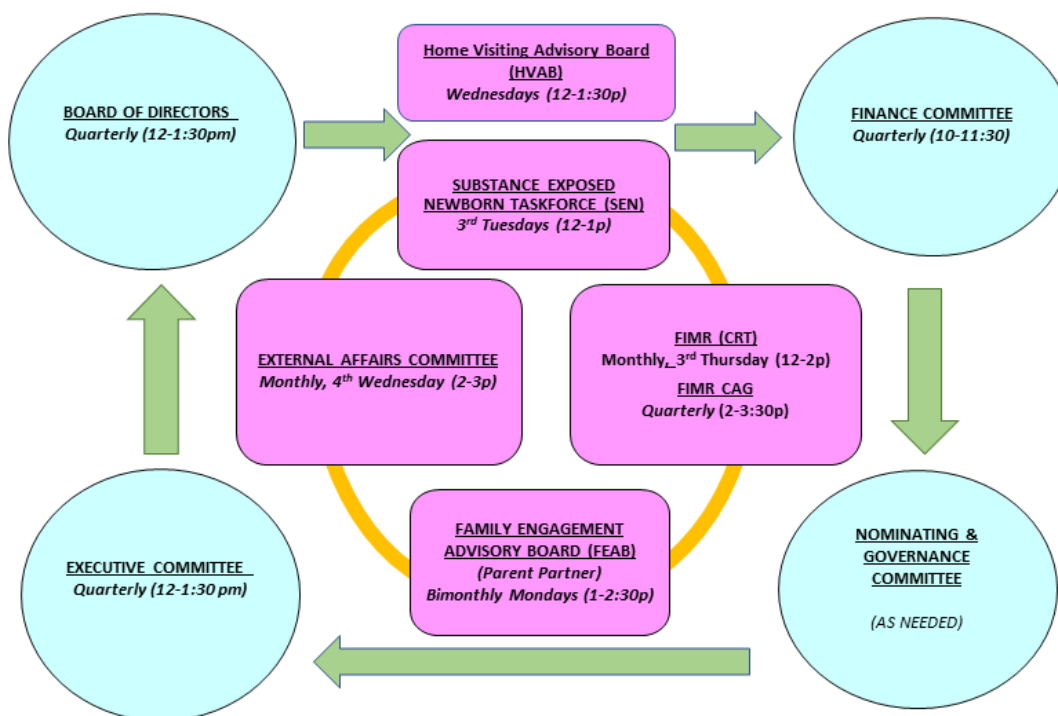 Home Visiting Advisory Board
(HVAB)
Wednesdays (12-1:30p)
BOARD OF DIRECTORS
Quarterly (12-1:30pm)
FINANCE COMMITTEE
Quarterly (10-11:30)
SUBSTANCE EXPOSED
NEWBORN TASKFORCE (SEN)
3rd Tuesdays (12-1p)
EXTERNAL AFFAIRS COMMITTEE
Monthly, 4th Wednesday (2-3p)
FIMR (CRT)
Monthly, 3rd Thursday (12-2p)
FIMR CAG
Quarterly (2-3:30p)
FAMILY ENGAGEMENT
ADVISORY BOARD (FEAB)
(Parent Partner)
Bimonthly Mondays (1-2:30p)
EXECUTIVE COMMITTEE
Quarterly (12-1:30 pm)
NOMINATING &
GOVERNANCE
COMMITTEE
(AS NEEDED)